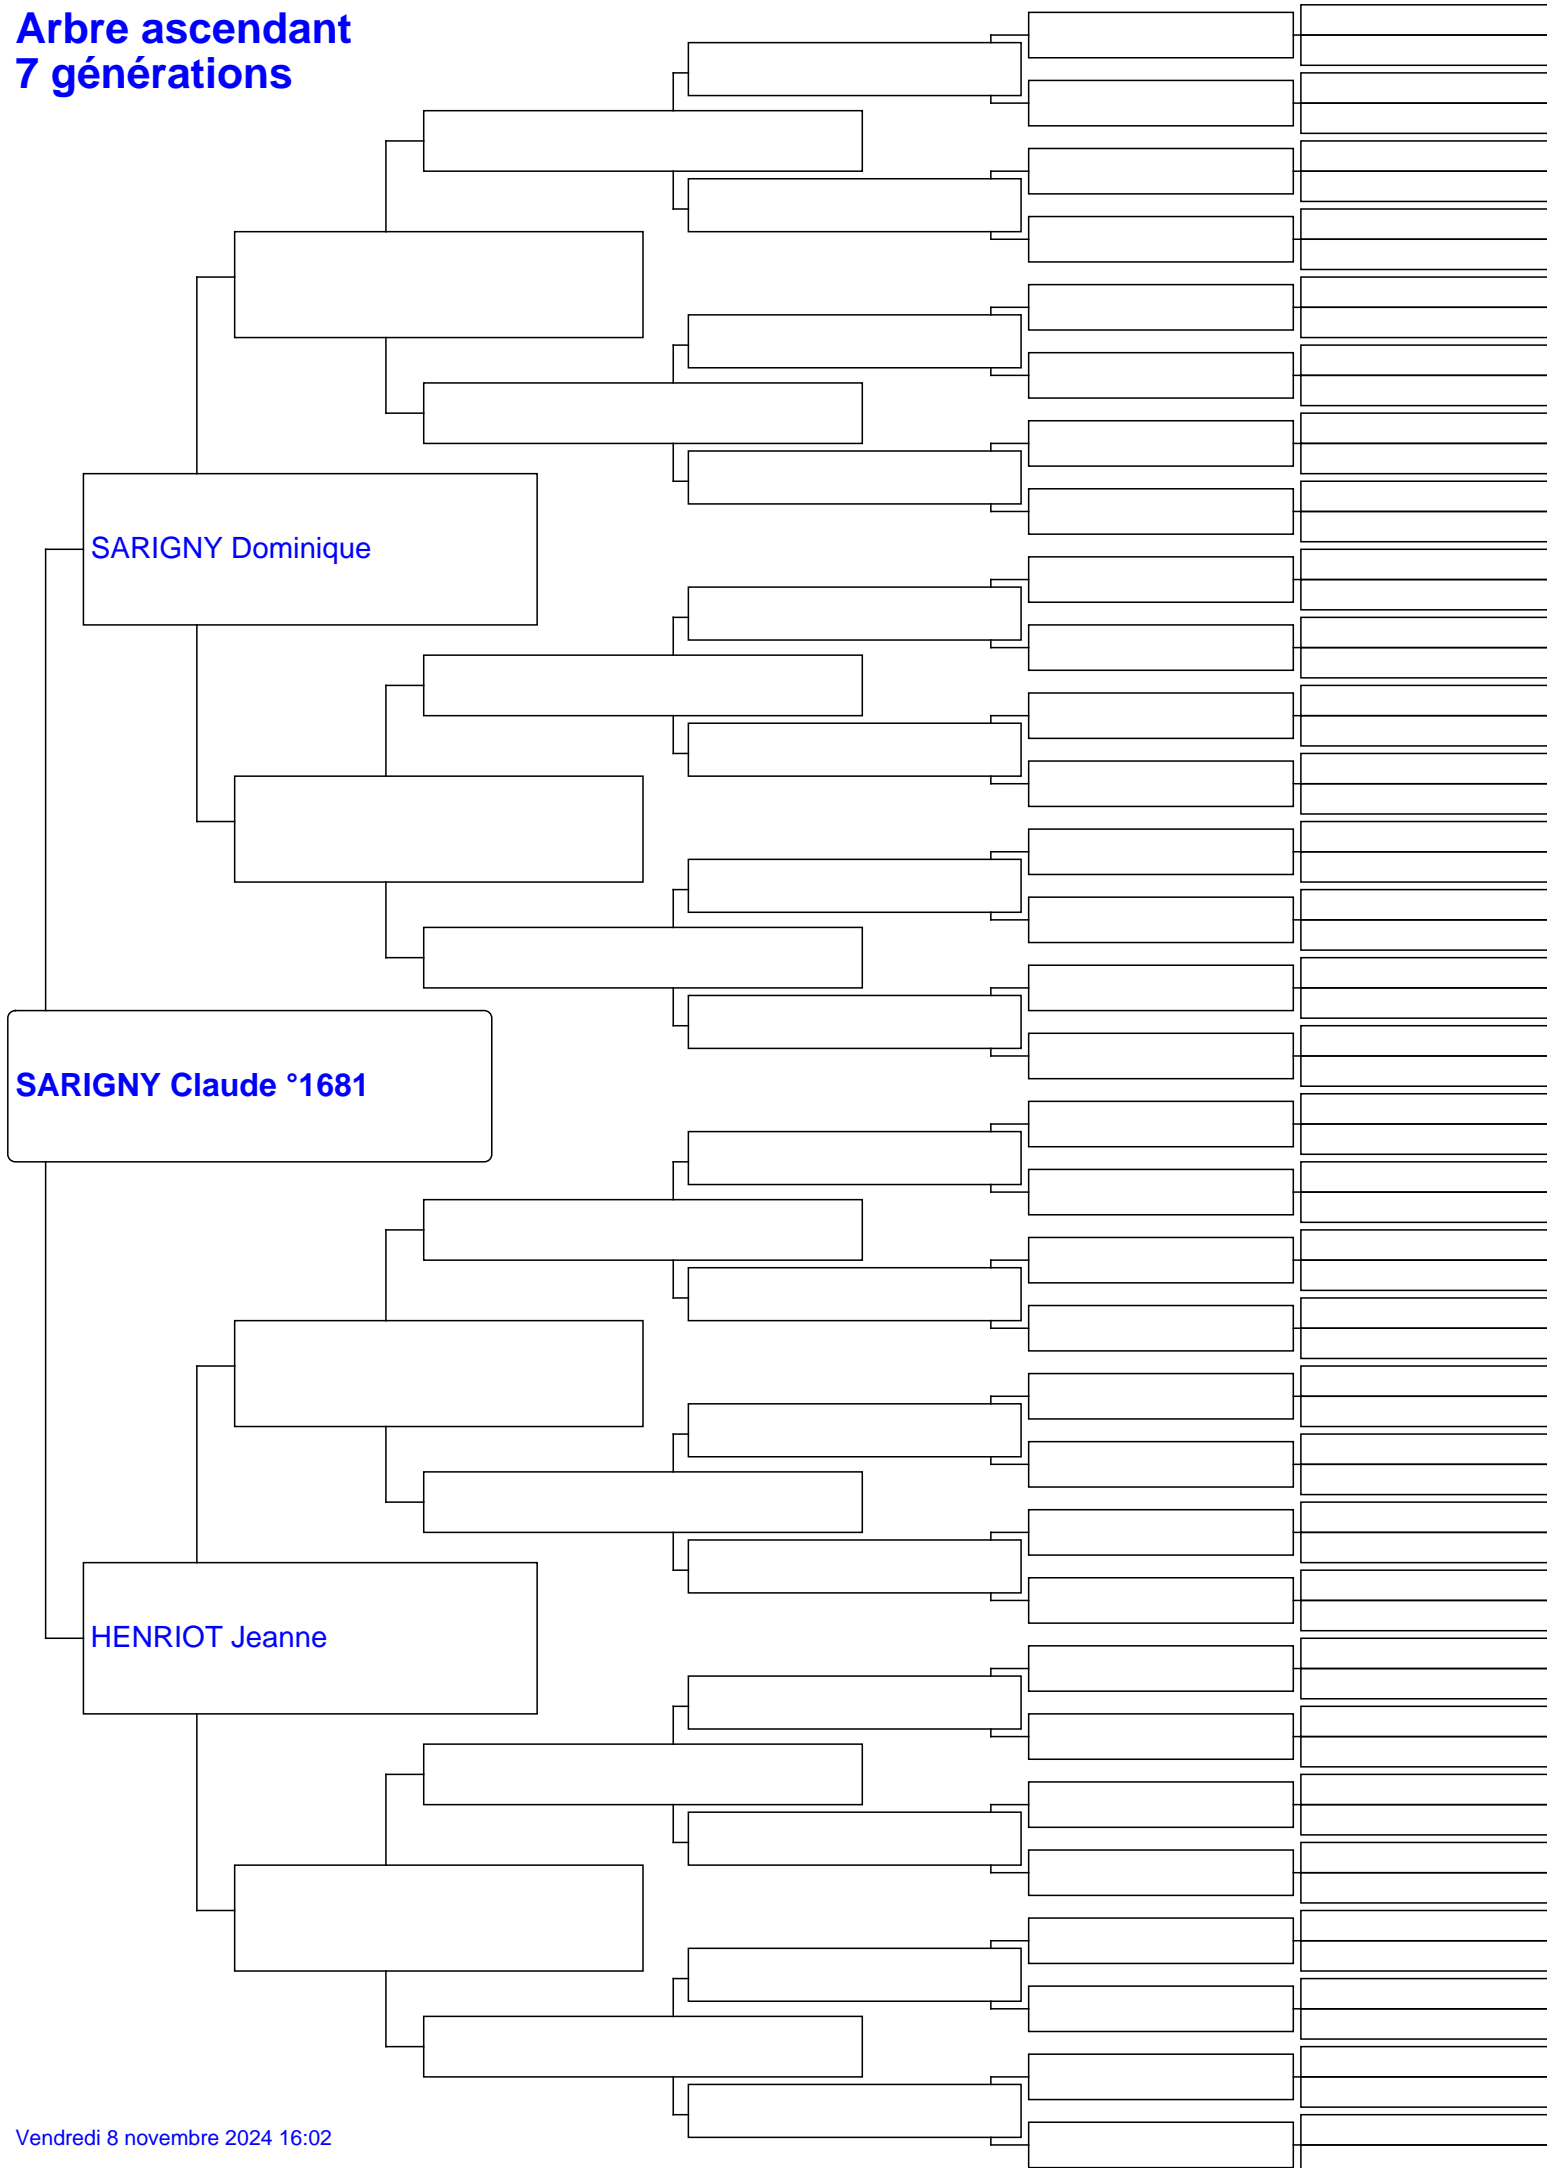 Arbre ascendant
7 générations
SARIGNY Dominique
SARIGNY Claude °1681
HENRIOT Jeanne
Vendredi 8 novembre 2024 16:02